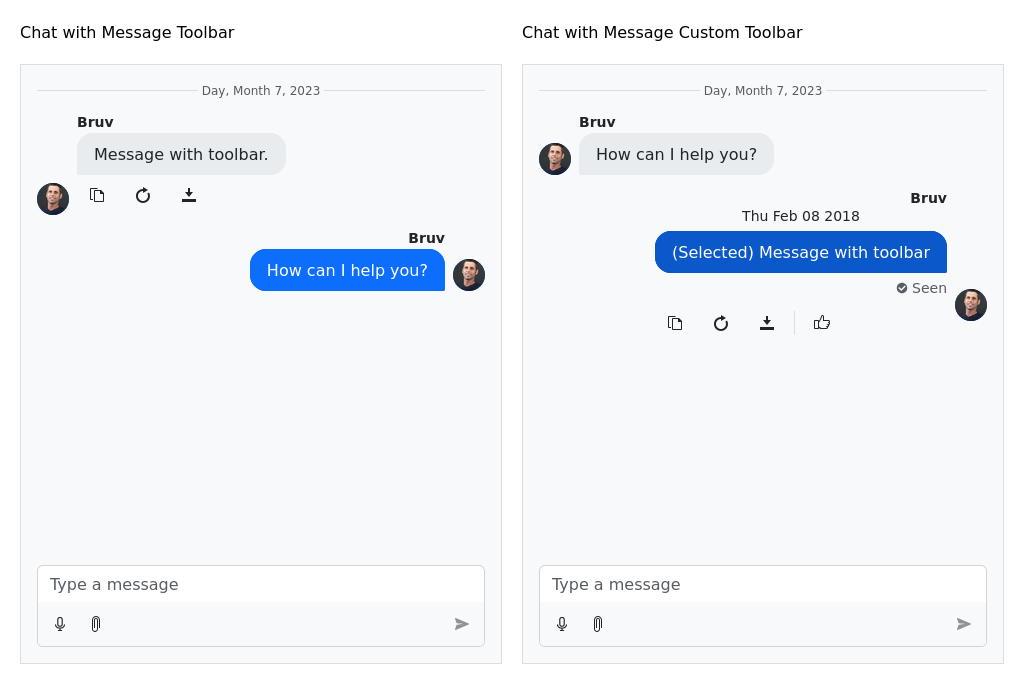 Chat with Message Toolbar
Day, Month 7, 2023
Bruv
Message with toolbar.
Bruv
How can I help you?
Type a message
Chat with Message Custom Toolbar
Day, Month 7, 2023
Bruv
How can I help you?
Bruv
Thu Feb 08 2018
(Selected) Message with toolbar
Seen
Type a message